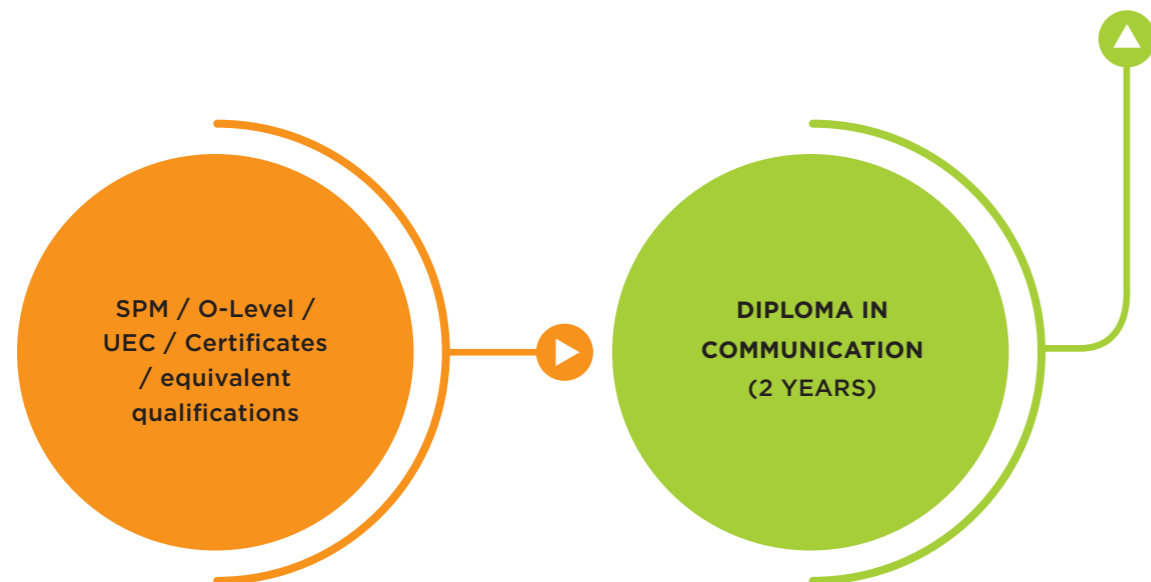 SPM / O-Level /
UEC / Certificates
/ equivalent
qualifications
DIPLOMA IN
COMMUNICATION
(2 YEARS)